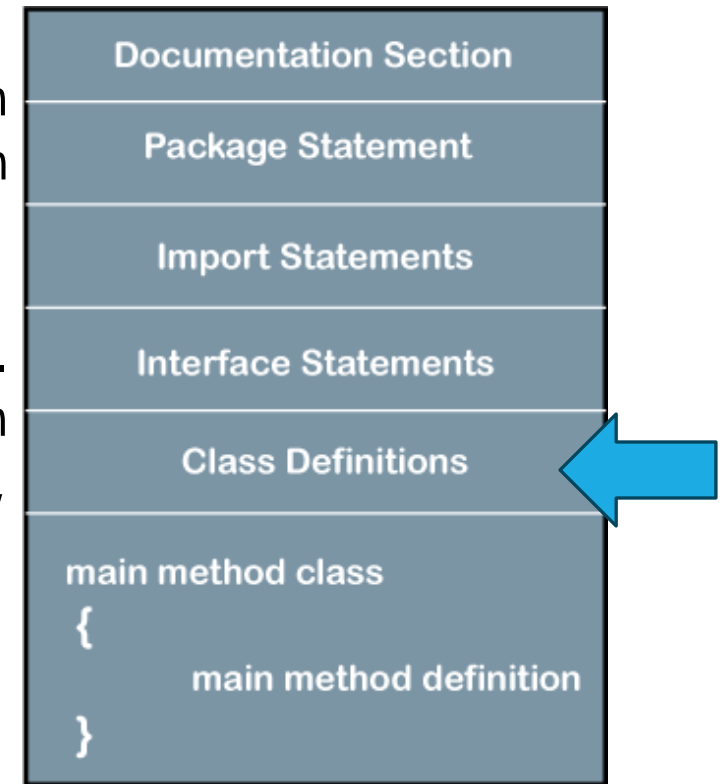 Documentation Section
Package Statement
Import Statements
Interface Statements
Class Definitions
main method class
{
main method definition
}